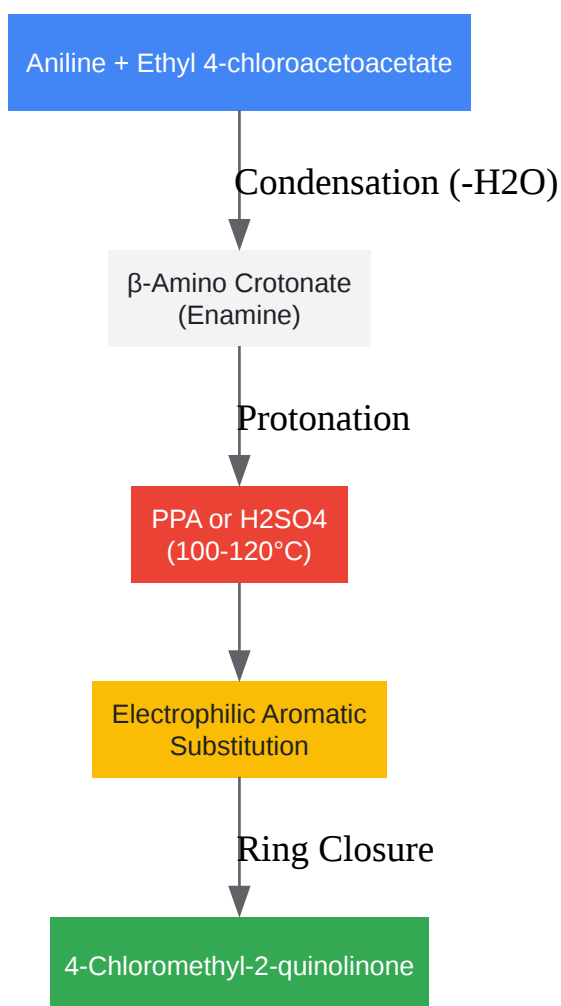 Aniline + Ethyl 4-chloroacetoacetate
Condensation (-H2O)
β-Amino Crotonate
(Enamine)
Protonation
PPA or H2SO4
(100-120°C)
Electrophilic Aromatic
Substitution
Ring Closure
4-Chloromethyl-2-quinolinone